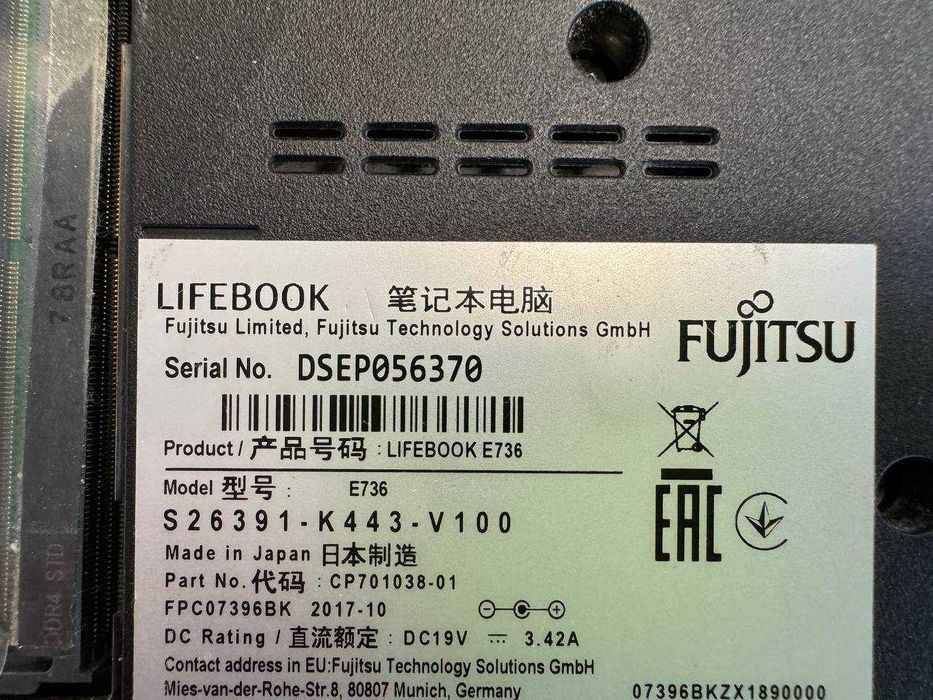 LIFEBOOK 笔记本电脑
Fujitsu Limited, Fujitsu Technology Solutions GmbH
FUJITSU
Serial No. DSEP056370
Product / 产品号码 : LIFEBOOK E736
Model 型号 : E736
S26391-K443-V100
EAC
Made in Japan 日本制造
Part No. 代码 : CP701038-01
FPC07396BK 2017-10
DC Rating / 直流额定 : DC19V ⎓ 3.42A
Contact address in EU:Fujitsu Technology Solutions GmbH
Mies-van-der-Rohe-Str.8, 80807 Munich, Germany
07396BKZX1890000
78RAA
DDR4 STD